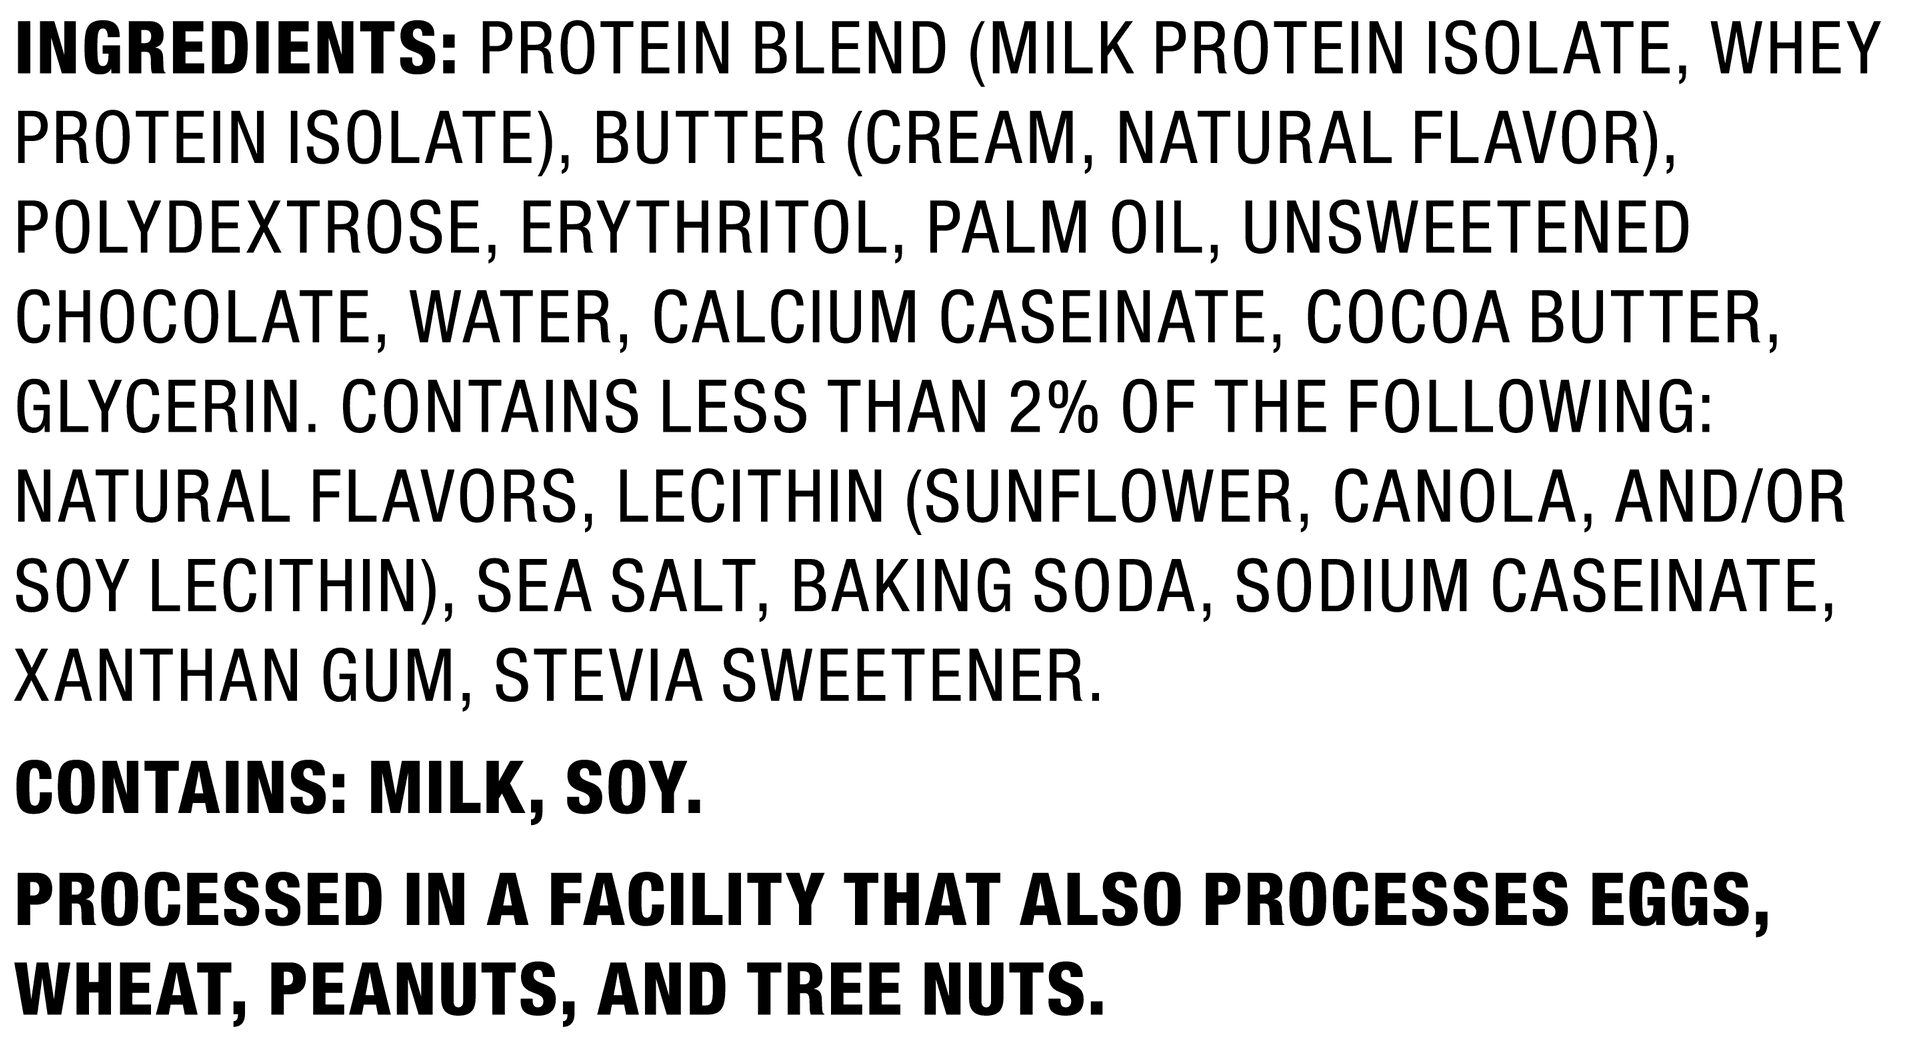 INGREDIENTS: PROTEIN BLEND (MILK PROTEIN ISOLATE, WHEY
PROTEIN ISOLATE), BUTTER (CREAM, NATURAL FLAVOR),
POLYDEXTROSE, ERYTHRITOL, PALM OIL, UNSWEETENED
CHOCOLATE, WATER, CALCIUM CASEINATE, COCOA BUTTER,
GLYCERIN. CONTAINS LESS THAN 2% OF THE FOLLOWING:
NATURAL FLAVORS, LECITHIN (SUNFLOWER, CANOLA, AND/OR
SOY LECITHIN), SEA SALT, BAKING SODA, SODIUM CASEINATE,
XANTHAN GUM, STEVIA SWEETENER.
CONTAINS: MILK, SOY.
PROCESSED IN A FACILITY THAT ALSO PROCESSES EGGS,
WHEAT, PEANUTS, AND TREE NUTS.